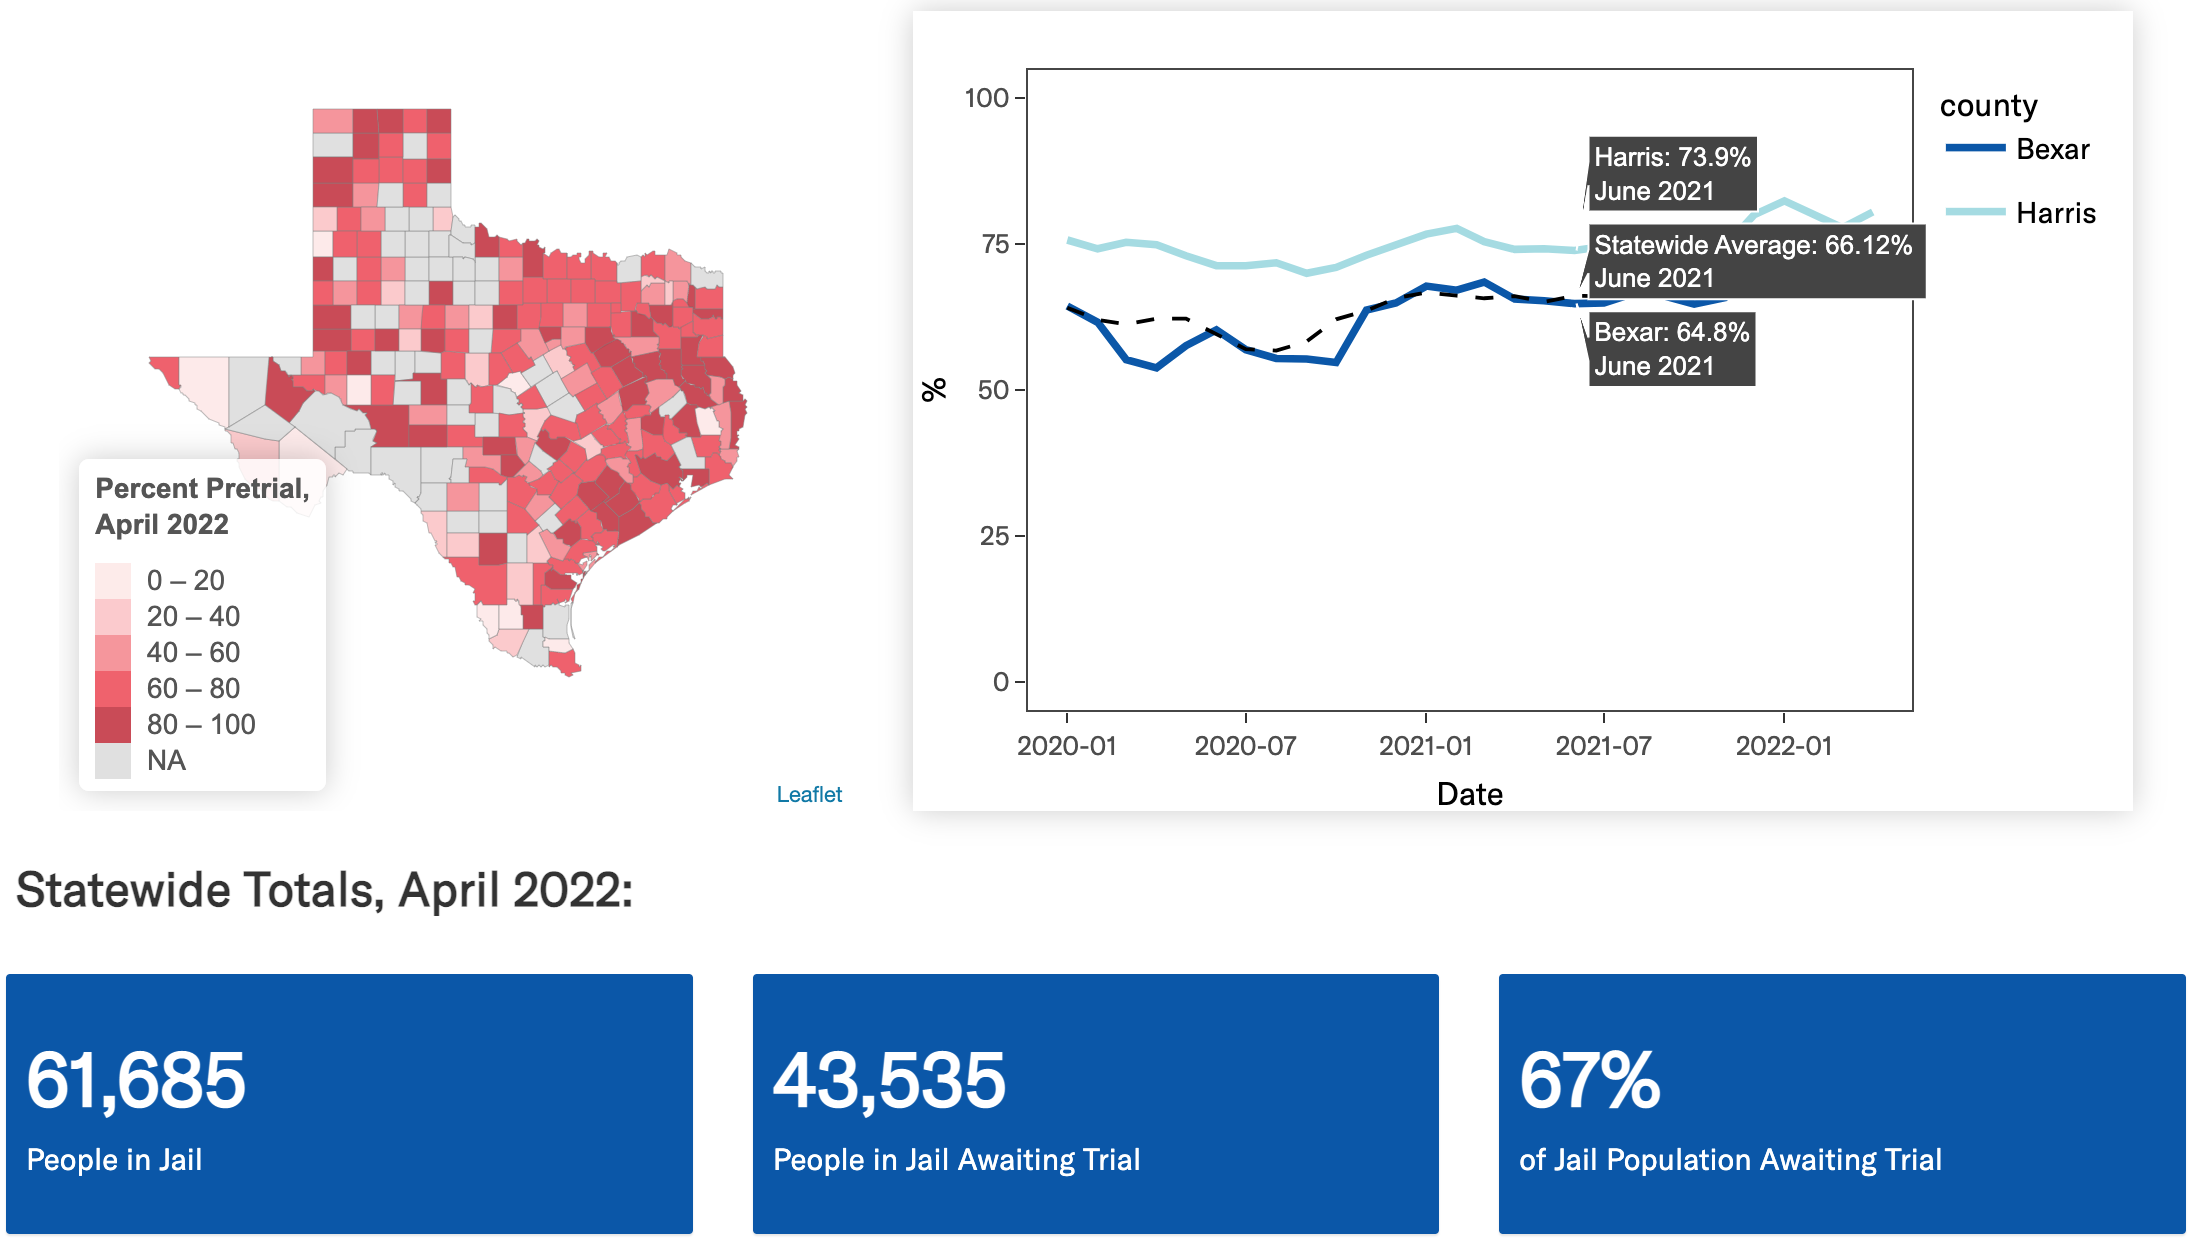 Percent Pretrial,
April 2022
0 – 20
20 – 40
40 – 60
60 – 80
80 – 100
NA
Leaflet
100
75
50
25
0
%
2020-01
2020-07
2021-01
2021-07
2022-01
Date
Harris: 73.9%
June 2021
Statewide Average: 66.12%
June 2021
Bexar: 64.8%
June 2021
county
Bexar
Harris
Statewide Totals, April 2022:
61,685
People in Jail
43,535
People in Jail Awaiting Trial
67%
of Jail Population Awaiting Trial